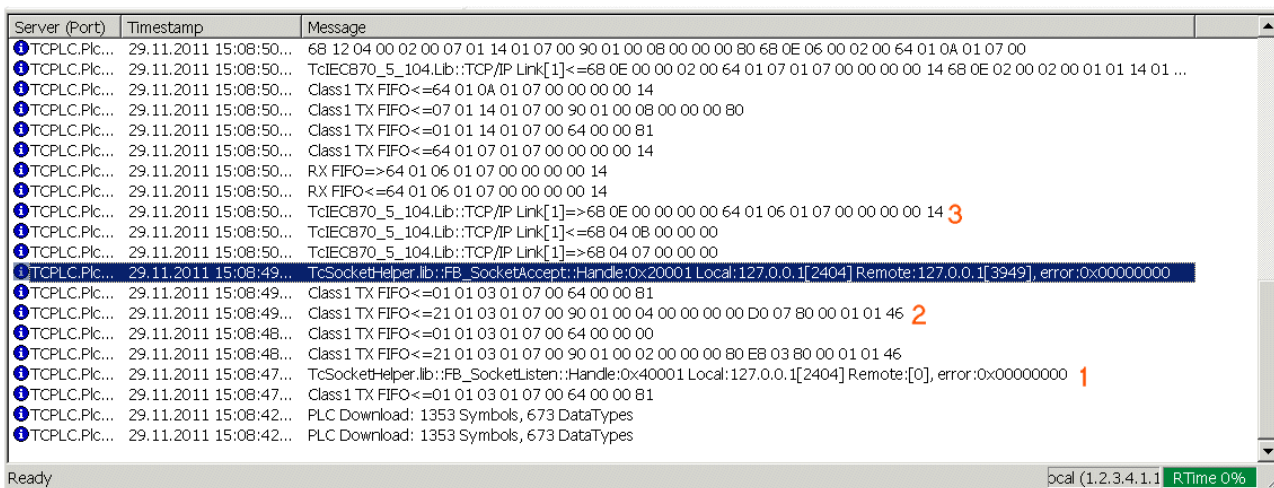 Server (Port) Timestamp Message
TCPLC.Plc... 29.11.2011 15:08:50... 68 12 04 00 02 00 07 01 14 01 07 00 90 01 00 08 00 00 00 80 68 0E 06 00 02 00 64 01 0A 01 07 00
TCPLC.Plc... 29.11.2011 15:08:50... TcIEC870_5_104.Lib::TCP/IP Link[1]<=68 0E 00 00 02 00 64 01 07 01 07 00 00 00 00 14 68 0E 02 00 02 00 01 01 14 01 ...
TCPLC.Plc... 29.11.2011 15:08:50... Class1 TX FIFO<=64 01 0A 01 07 00 00 00 00 14
TCPLC.Plc... 29.11.2011 15:08:50... Class1 TX FIFO<=07 01 14 01 07 00 90 01 00 08 00 00 00 80
TCPLC.Plc... 29.11.2011 15:08:50... Class1 TX FIFO<=01 01 14 01 07 00 64 00 00 81
TCPLC.Plc... 29.11.2011 15:08:50... Class1 TX FIFO<=64 01 07 01 07 00 00 00 00 14
TCPLC.Plc... 29.11.2011 15:08:50... RX FIFO=>64 01 06 01 07 00 00 00 00 14
TCPLC.Plc... 29.11.2011 15:08:50... RX FIFO<=64 01 06 01 07 00 00 00 00 14
TCPLC.Plc... 29.11.2011 15:08:50... TcIEC870_5_104.Lib::TCP/IP Link[1]=>68 0E 00 00 00 00 64 01 06 01 07 00 00 00 00 14 3
TCPLC.Plc... 29.11.2011 15:08:50... TcIEC870_5_104.Lib::TCP/IP Link[1]<=68 04 0B 00 00 00
TCPLC.Plc... 29.11.2011 15:08:50... TcIEC870_5_104.Lib::TCP/IP Link[1]=>68 04 07 00 00 00
TCPLC.Plc... 29.11.2011 15:08:49... TcSocketHelper.lib::FB_SocketAccept::Handle:0x20001 Local:127.0.0.1[2404] Remote:127.0.0.1[3949], error:0x00000000
TCPLC.Plc... 29.11.2011 15:08:49... Class1 TX FIFO<=01 01 03 01 07 00 64 00 00 81
TCPLC.Plc... 29.11.2011 15:08:49... Class1 TX FIFO<=21 01 03 01 07 00 90 01 00 04 00 00 00 00 D0 07 80 00 01 01 46 2
TCPLC.Plc... 29.11.2011 15:08:48... Class1 TX FIFO<=01 01 03 01 07 00 64 00 00 00
TCPLC.Plc... 29.11.2011 15:08:48... Class1 TX FIFO<=21 01 03 01 07 00 90 01 00 02 00 00 00 80 E8 03 80 00 01 01 46
TCPLC.Plc... 29.11.2011 15:08:47... TcSocketHelper.lib::FB_SocketListen::Handle:0x40001 Local:127.0.0.1[2404] Remote:[0], error:0x00000000 1
TCPLC.Plc... 29.11.2011 15:08:47... Class1 TX FIFO<=01 01 03 01 07 00 64 00 00 81
TCPLC.Plc... 29.11.2011 15:08:42... PLC Download: 1353 Symbols, 673 DataTypes
TCPLC.Plc... 29.11.2011 15:08:42... PLC Download: 1353 Symbols, 673 DataTypes
Ready ocal (1.2.3.4.1.1 RTime 0%